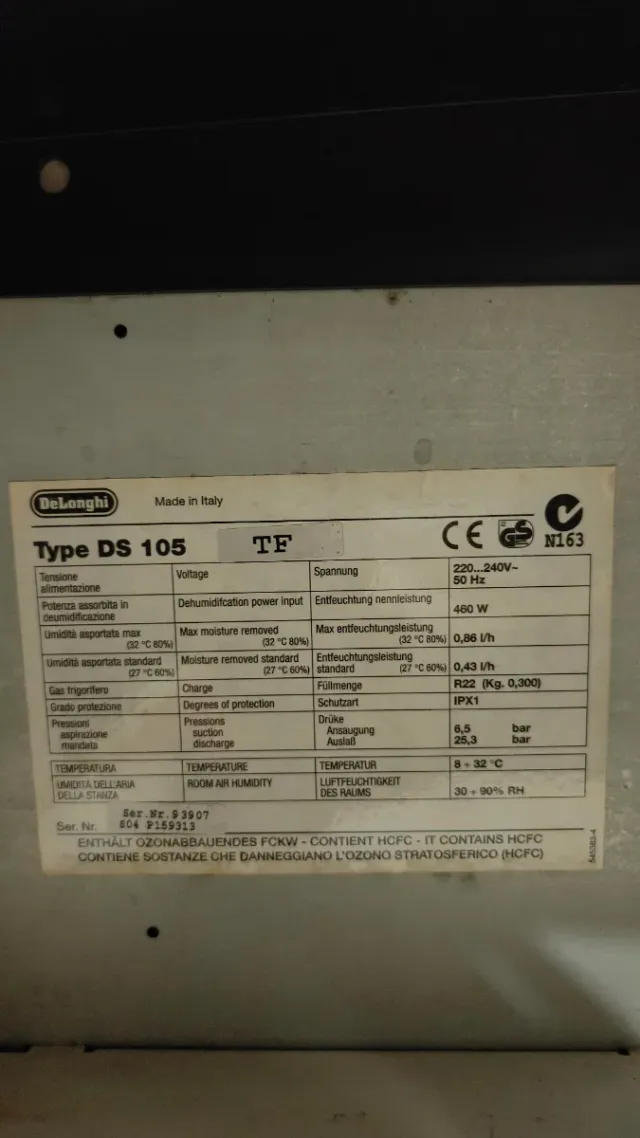 DeLonghi Made in Italy
Type DS 105 TF N163
Tensione alimentazione Voltage Spannung 220...240V~ 50 Hz
Potenza assorbita in deumidificazione Dehumidifcation power input Entfeuchtung nennleistung 460 W
Umidità asportata max (32 °C 80%) Max moisture removed (32 °C 80%) Max entfeuchtungsleistung (32 °C 80%) 0,86 l/h
Umidità asportata standard (27 °C 60%) Moisture removed standard (27 °C 60%) Entfeuchtungsleistung standard (27 °C 60%) 0,43 l/h
Gas frigorifero Charge Füllmenge R22 (Kg. 0,300)
Grado protezione Degrees of protection Schutzart IPX1
Pressioni Pressions Drüke
aspirazione suction Ansaugung 6,5 bar
mandata discharge Auslaß 25,3 bar
TEMPERATURA TEMPERATURE TEMPERATUR 8 ÷ 32 °C
UMIDITÀ DELL'ARIA DELLA STANZA ROOM AIR HUMIDITY LUFTFEUCHTIGKEIT DES RAUMS 30 ÷ 90% RH
Ser.Nr.93907
Ser. Nr. S04 P159313
ENTHÄLT OZONABBAUENDES FCKW - CONTIENT HCFC - IT CONTAINS HCFC
CONTIENE SOSTANZE CHE DANNEGGIANO L'OZONO STRATOSFERICO (HCFC)